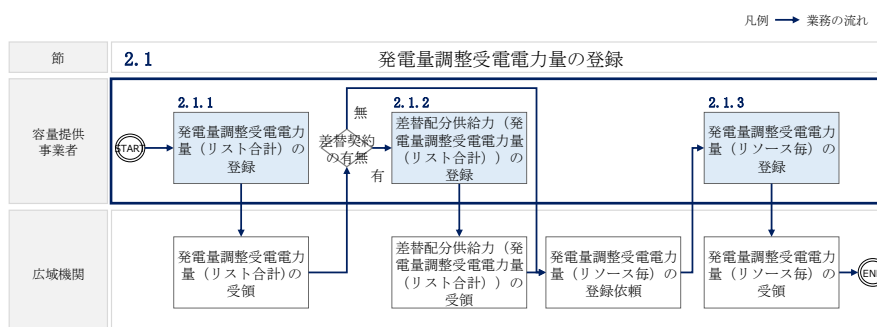 凡例 業務の流れ
節
2.1 発電量調整受電電力量の登録
容量提供
事業者
START
2.1.1
発電量調整受電電力
量（リスト合計）の
登録
無
差替契約
の有無
有
2.1.2
差替配分供給力（発
電量調整受電電力量
（リスト合計））の
登録
2.1.3
発電量調整受電電力
量（リソース毎）の
登録
広域機関
発電量調整受電電力
量（リスト合計)の
受領
差替配分供給力（発
電量調整受電電力量
（リスト合計））の
受領
発電量調整受電電力
量（リソース毎）の
登録依頼
発電量調整受電電力
量（リソース毎）の
受領
EN